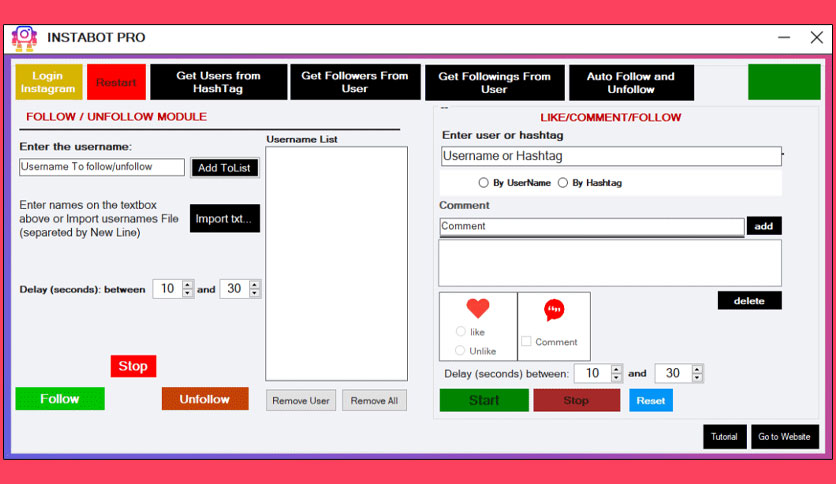 INSTABOT PRO
Login
Instagram
Restart
Get Users from
HashTag
Get Followers From
User
Get Followings From
User
Auto Follow and
Unfollow
FOLLOW / UNFOLLOW MODULE
Enter the username:
Username To follow/unfollow
Add ToList
Enter names on the textbox
above or Import usernames File
(separeted by New Line)
Import txt...
Delay (seconds): between 10 and 30
Stop
Follow
Unfollow
Username List
Remove User
Remove All
LIKE/COMMENT/FOLLOW
Enter user or hashtag
Username or Hashtag
By UserName
By Hashtag
Comment
Comment
add
delete
like
Unlike
Comment
Delay (seconds) between: 10 and 30
Start
Stop
Reset
Tutorial
Go to Website